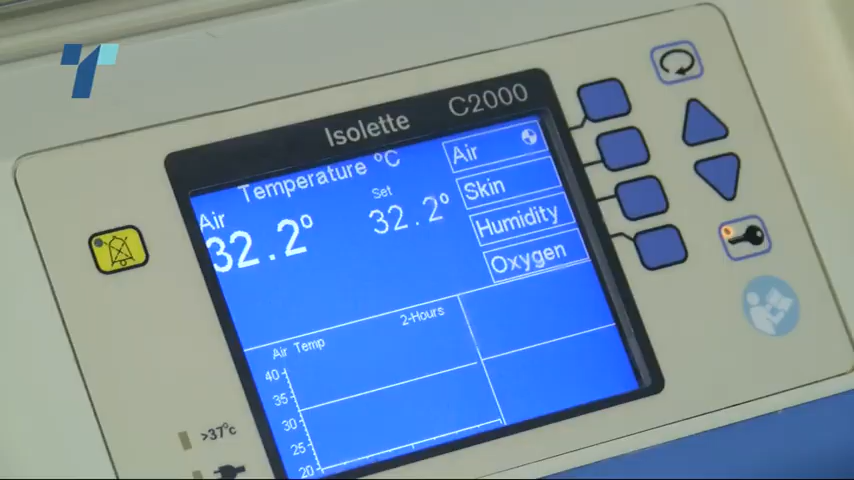 T
Isolette C2000
Temperature °C
Air
Set
32.2°
32.2°
Air
Skin
Humidity
Oxygen
2-Hours
Air Temp
40
35
30
25
20
>37°c